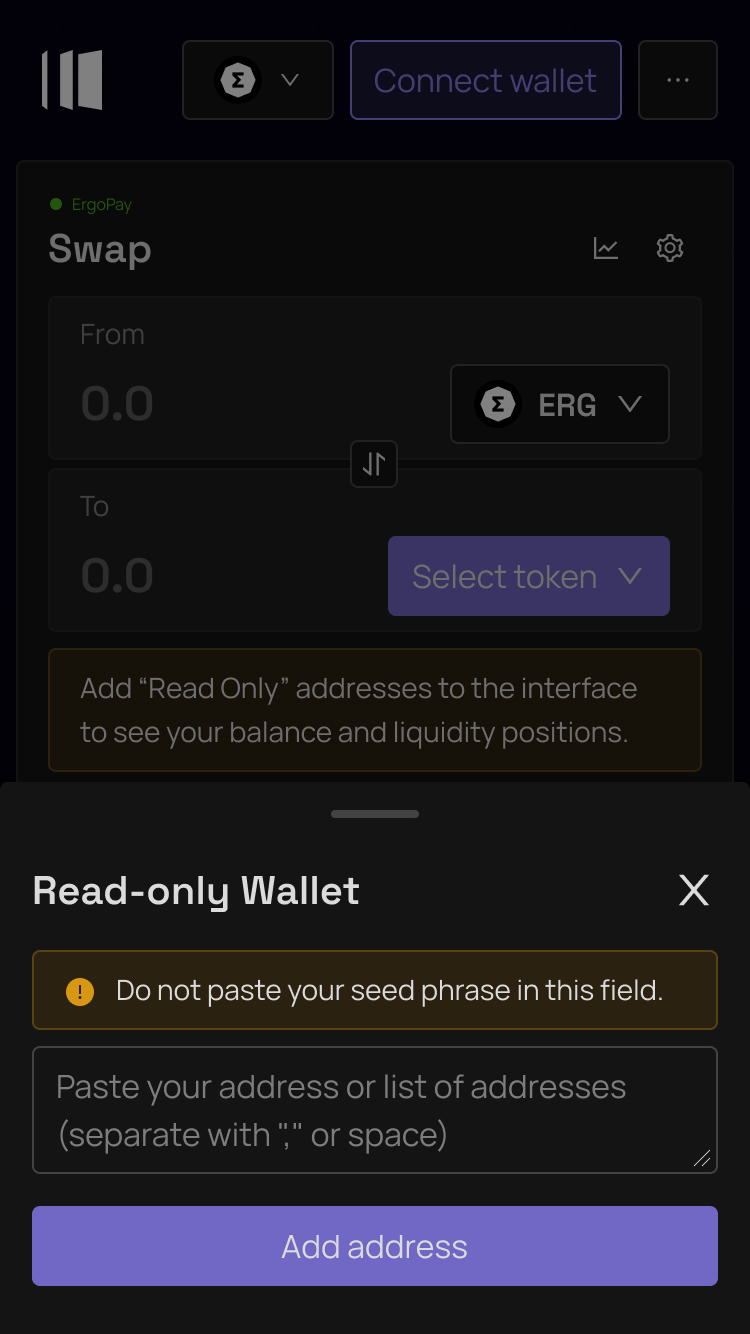 Connect wallet
ErgoPay
Swap
From
0.0
ERG
To
0.0
Select token
Add “Read Only” addresses to the interface
to see your balance and liquidity positions.
Read-only Wallet
Do not paste your seed phrase in this field.
Paste your address or list of addresses
(separate with "," or space)
Add address